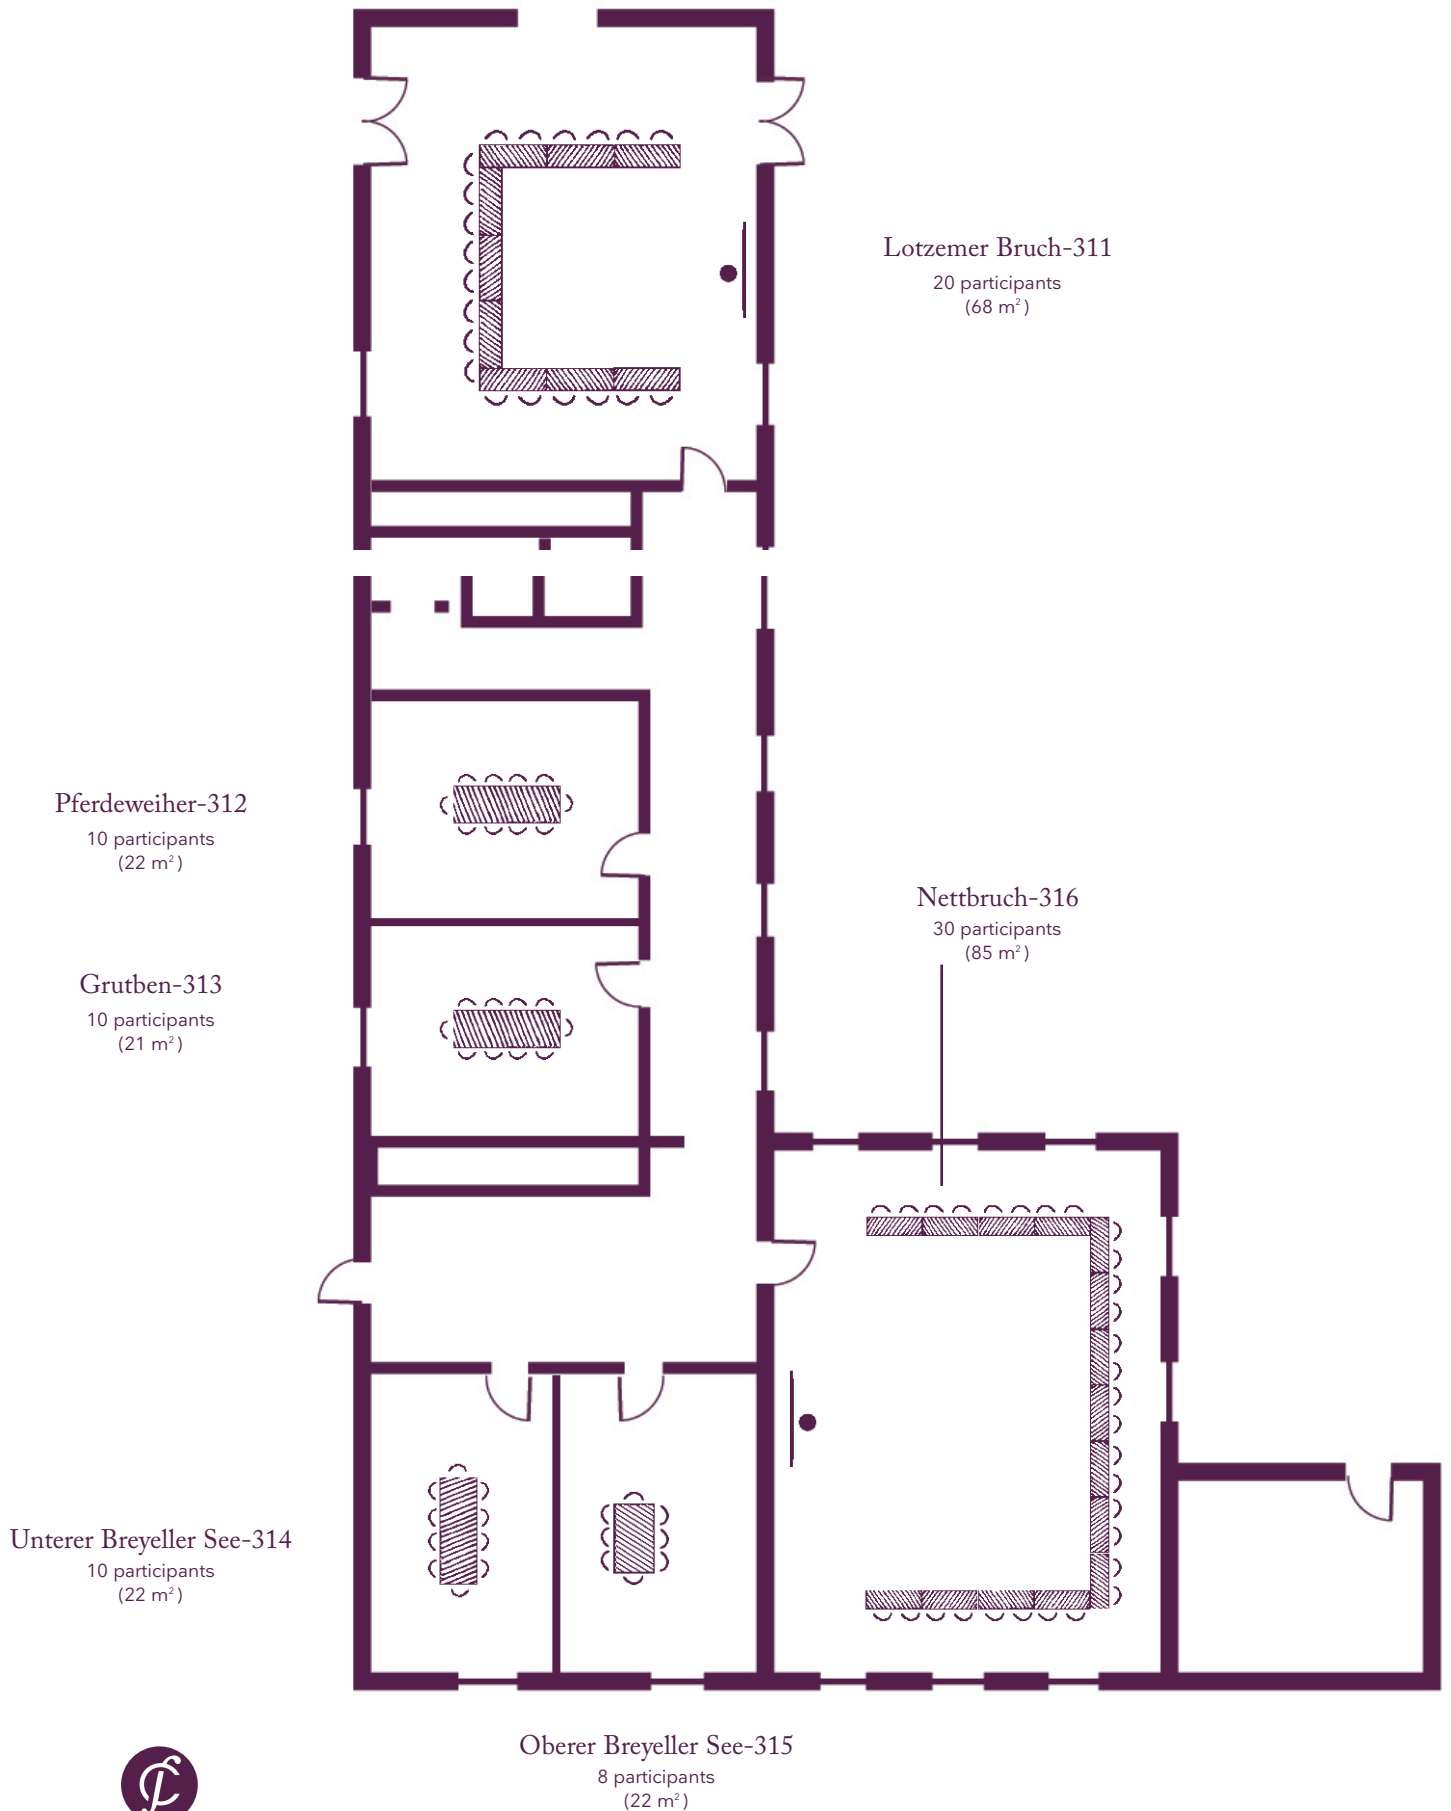 Lotzemer Bruch-311
20 participants
(68 m²)
Pferdeweiher-312
10 participants
(22 m²)
Nettbruch-316
30 participants
(85 m²)
Grutben-313
10 participants
(21 m²)
Unterer Breyeller See-314
10 participants
(22 m²)
Oberer Breyeller See-315
8 participants
(22 m²)